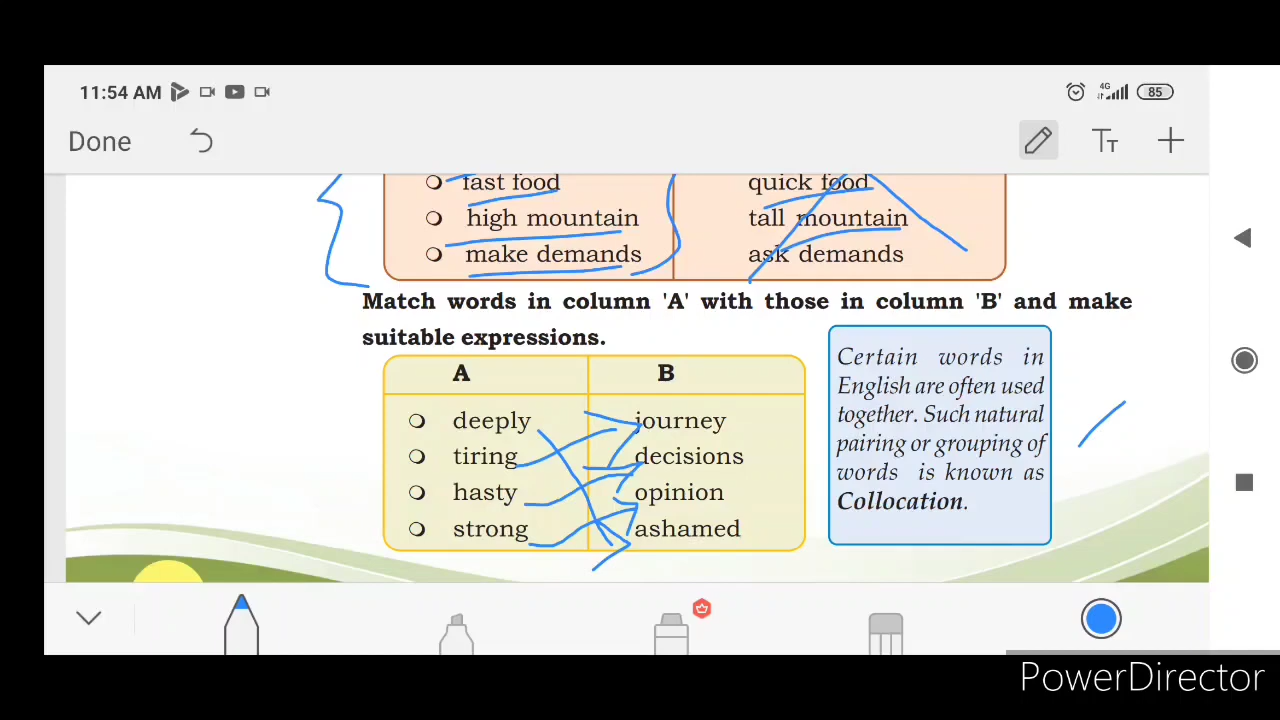 11:54 AM
4G
85
Done
TT
fast food quick food
high mountain tall mountain
make demands ask demands
Match words in column 'A' with those in column 'B' and make
suitable expressions.
A B
deeply journey
tiring decisions
hasty opinion
strong ashamed
Certain words in
English are often used
together. Such natural
pairing or grouping of
words is known as
Collocation.
PowerDirector